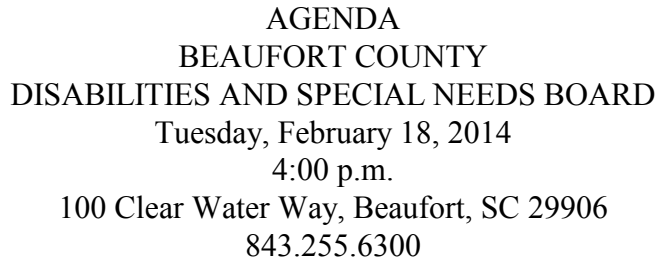 AGENDA
BEAUFORT COUNTY
DISABILITIES AND SPECIAL NEEDS BOARD
Tuesday, February 18, 2014
4:00 p.m.
100 Clear Water Way, Beaufort, SC 29906
843.255.6300